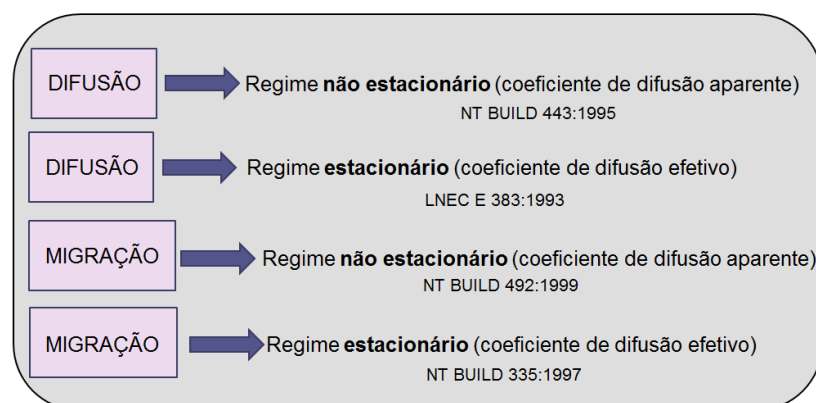 DIFUSÃO
Regime não estacionário (coeficiente de difusão aparente)
NT BUILD 443:1995
DIFUSÃO
Regime estacionário (coeficiente de difusão efetivo)
LNEC E 383:1993
MIGRAÇÃO
Regime não estacionário (coeficiente de difusão aparente)
NT BUILD 492:1999
MIGRAÇÃO
Regime estacionário (coeficiente de difusão efetivo)
NT BUILD 335:1997